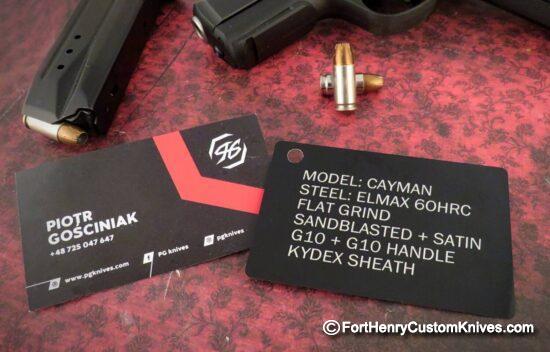 PIOTR
GOŚCINIAK
+48 725 047 647
www.pgknives.com
PG knives
pgknives
MODEL: CAYMAN
STEEL: ELMAX 60HRC
FLAT GRIND
SANDBLASTED + SATIN
G10 + G10 HANDLE
KYDEX SHEATH
© FortHenryCustomKnives.com